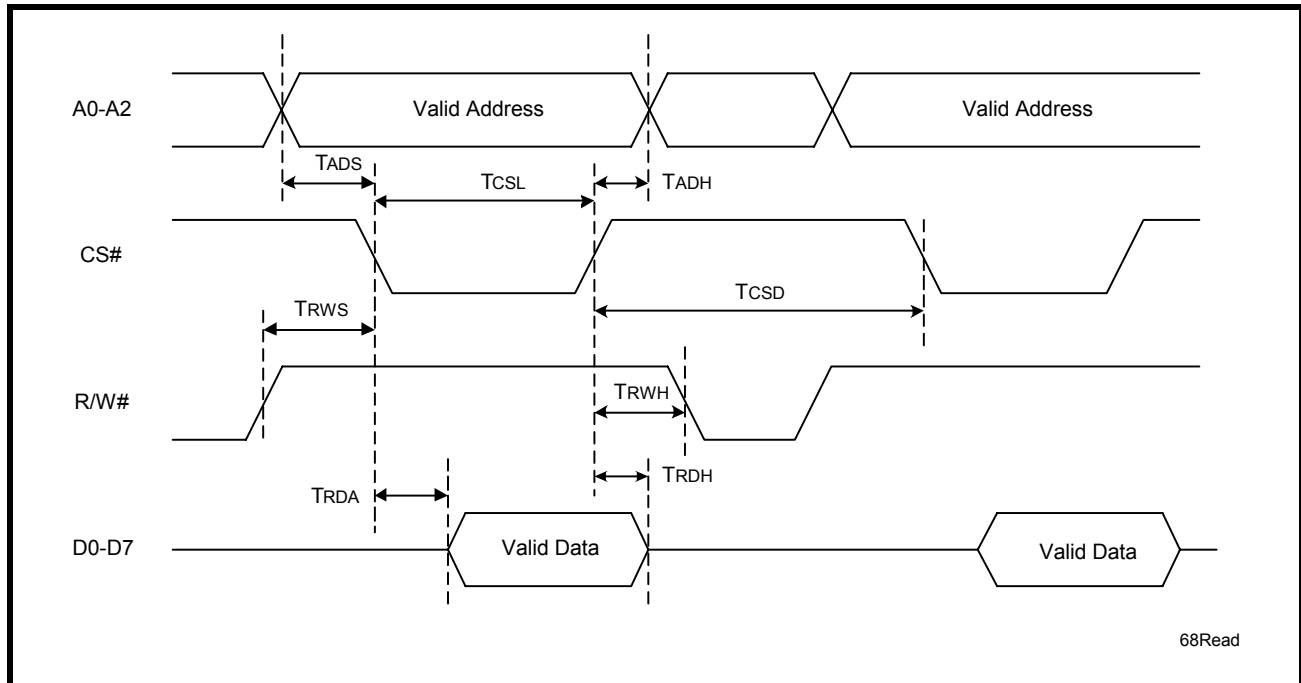 A0-A2
Valid Address
Valid Address
TADS
TCSL
TADH
CS#
TCSD
TRWS
R/W#
TRWH
TRDH
TRDA
D0-D7
Valid Data
Valid Data
68Read